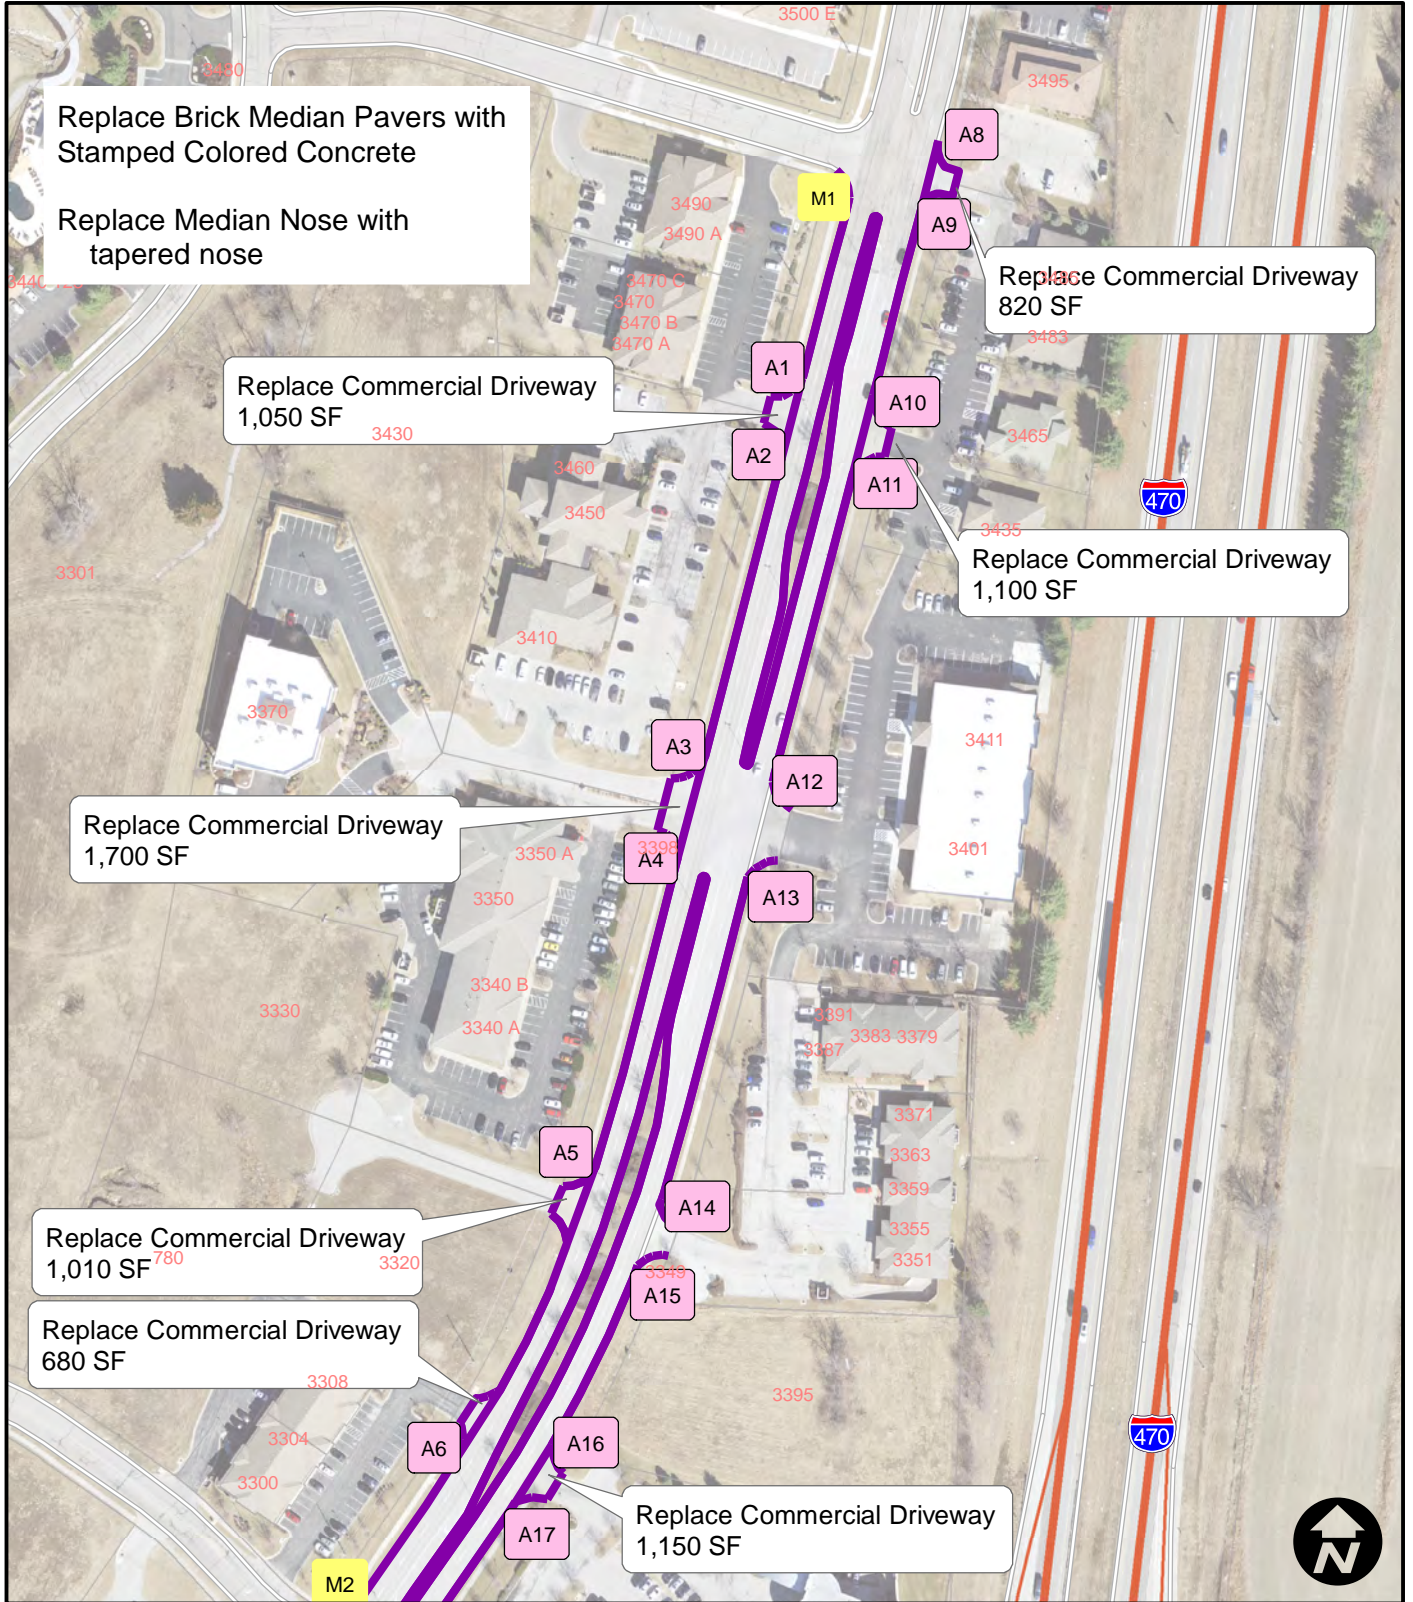 3500 E
3480
3495
Replace Brick Median Pavers with
Stamped Colored Concrete
Replace Median Nose with
tapered nose
A8
M1
A9
3490
3490 A
3470 C
3470
3470 B
3470 A
Replace Commercial Driveway
820 SF
3483
A1
Replace Commercial Driveway
1,050 SF
3430
A2
A10
3465
A11
3460
3450
470
3435
Replace Commercial Driveway
1,100 SF
3301
3410
3370
A3
3411
A12
Replace Commercial Driveway
1,700 SF
3398
A4
3350 A
3401
3350
A13
3340 B
3340 A
3330
3391
3383
3379
3387
3371
A5
3363
3359
A14
3355
3351
Replace Commercial Driveway
1,010 SF
780
3320
3349
A15
Replace Commercial Driveway
680 SF
3308
3395
3304
A6
A16
470
3300
Replace Commercial Driveway
1,150 SF
A17
M2
N